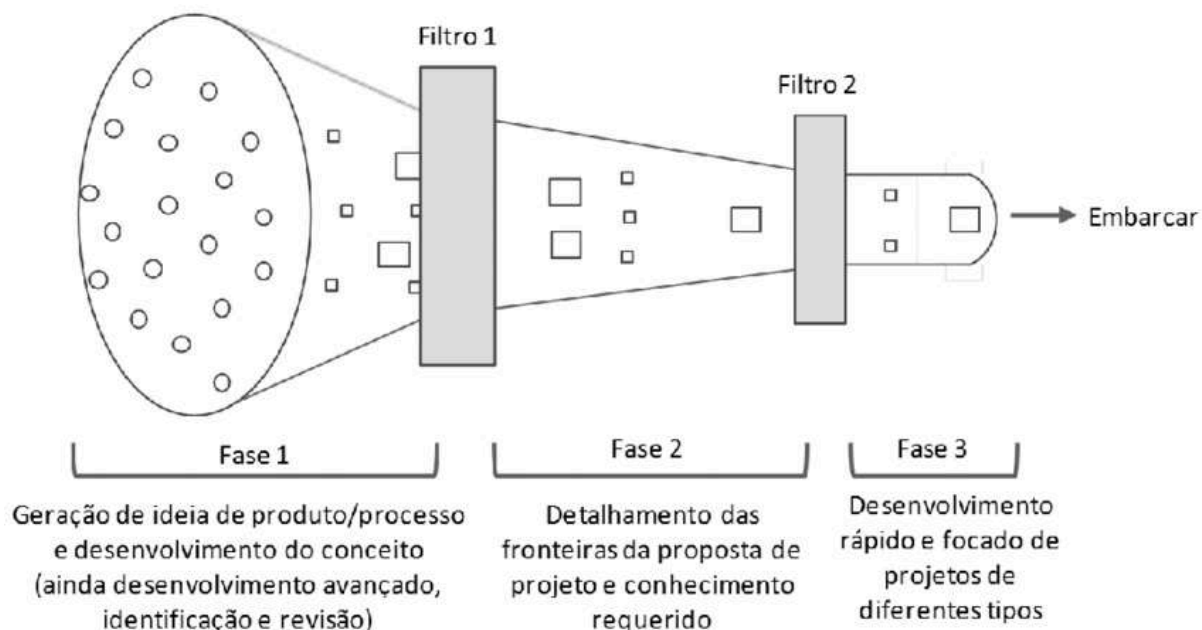 Filtro 1
Filtro 2
Embarcar
Fase 1
Fase 2
Fase 3
Geração de ideia de produto/processo
e desenvolvimento do conceito
(ainda desenvolvimento avançado,
identificação e revisão)
Detalhamento das
fronteiras da proposta de
projeto e conhecimento
requerido
Desenvolvimento
rápido e focado de
projetos de
diferentes tipos